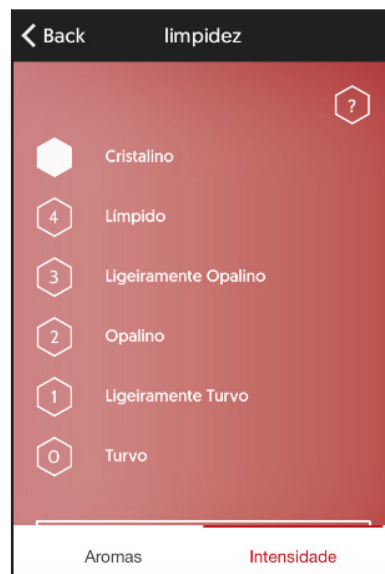 Back limpidez
?
Cristalino
4 Límpido
3 Ligeiramente Opalino
2 Opalino
1 Ligeiramente Turvo
0 Turvo
Aromas Intensidade